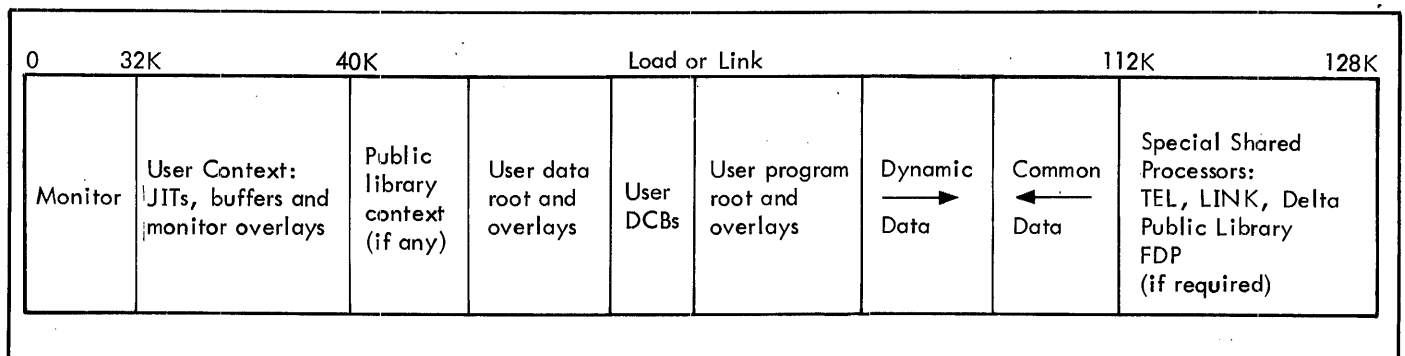 0 32K 40K Load or Link 112K 128K
Monitor
User Context:
JITs, buffers and
monitor overlays
Public
library
context
(if any)
User data
root and
overlays
User
DCBs
User program
root and
overlays
Dynamic
Data
Common
Data
Special Shared
Processors:
TEL, LINK, Delta
Public Library
FDP
(if required)